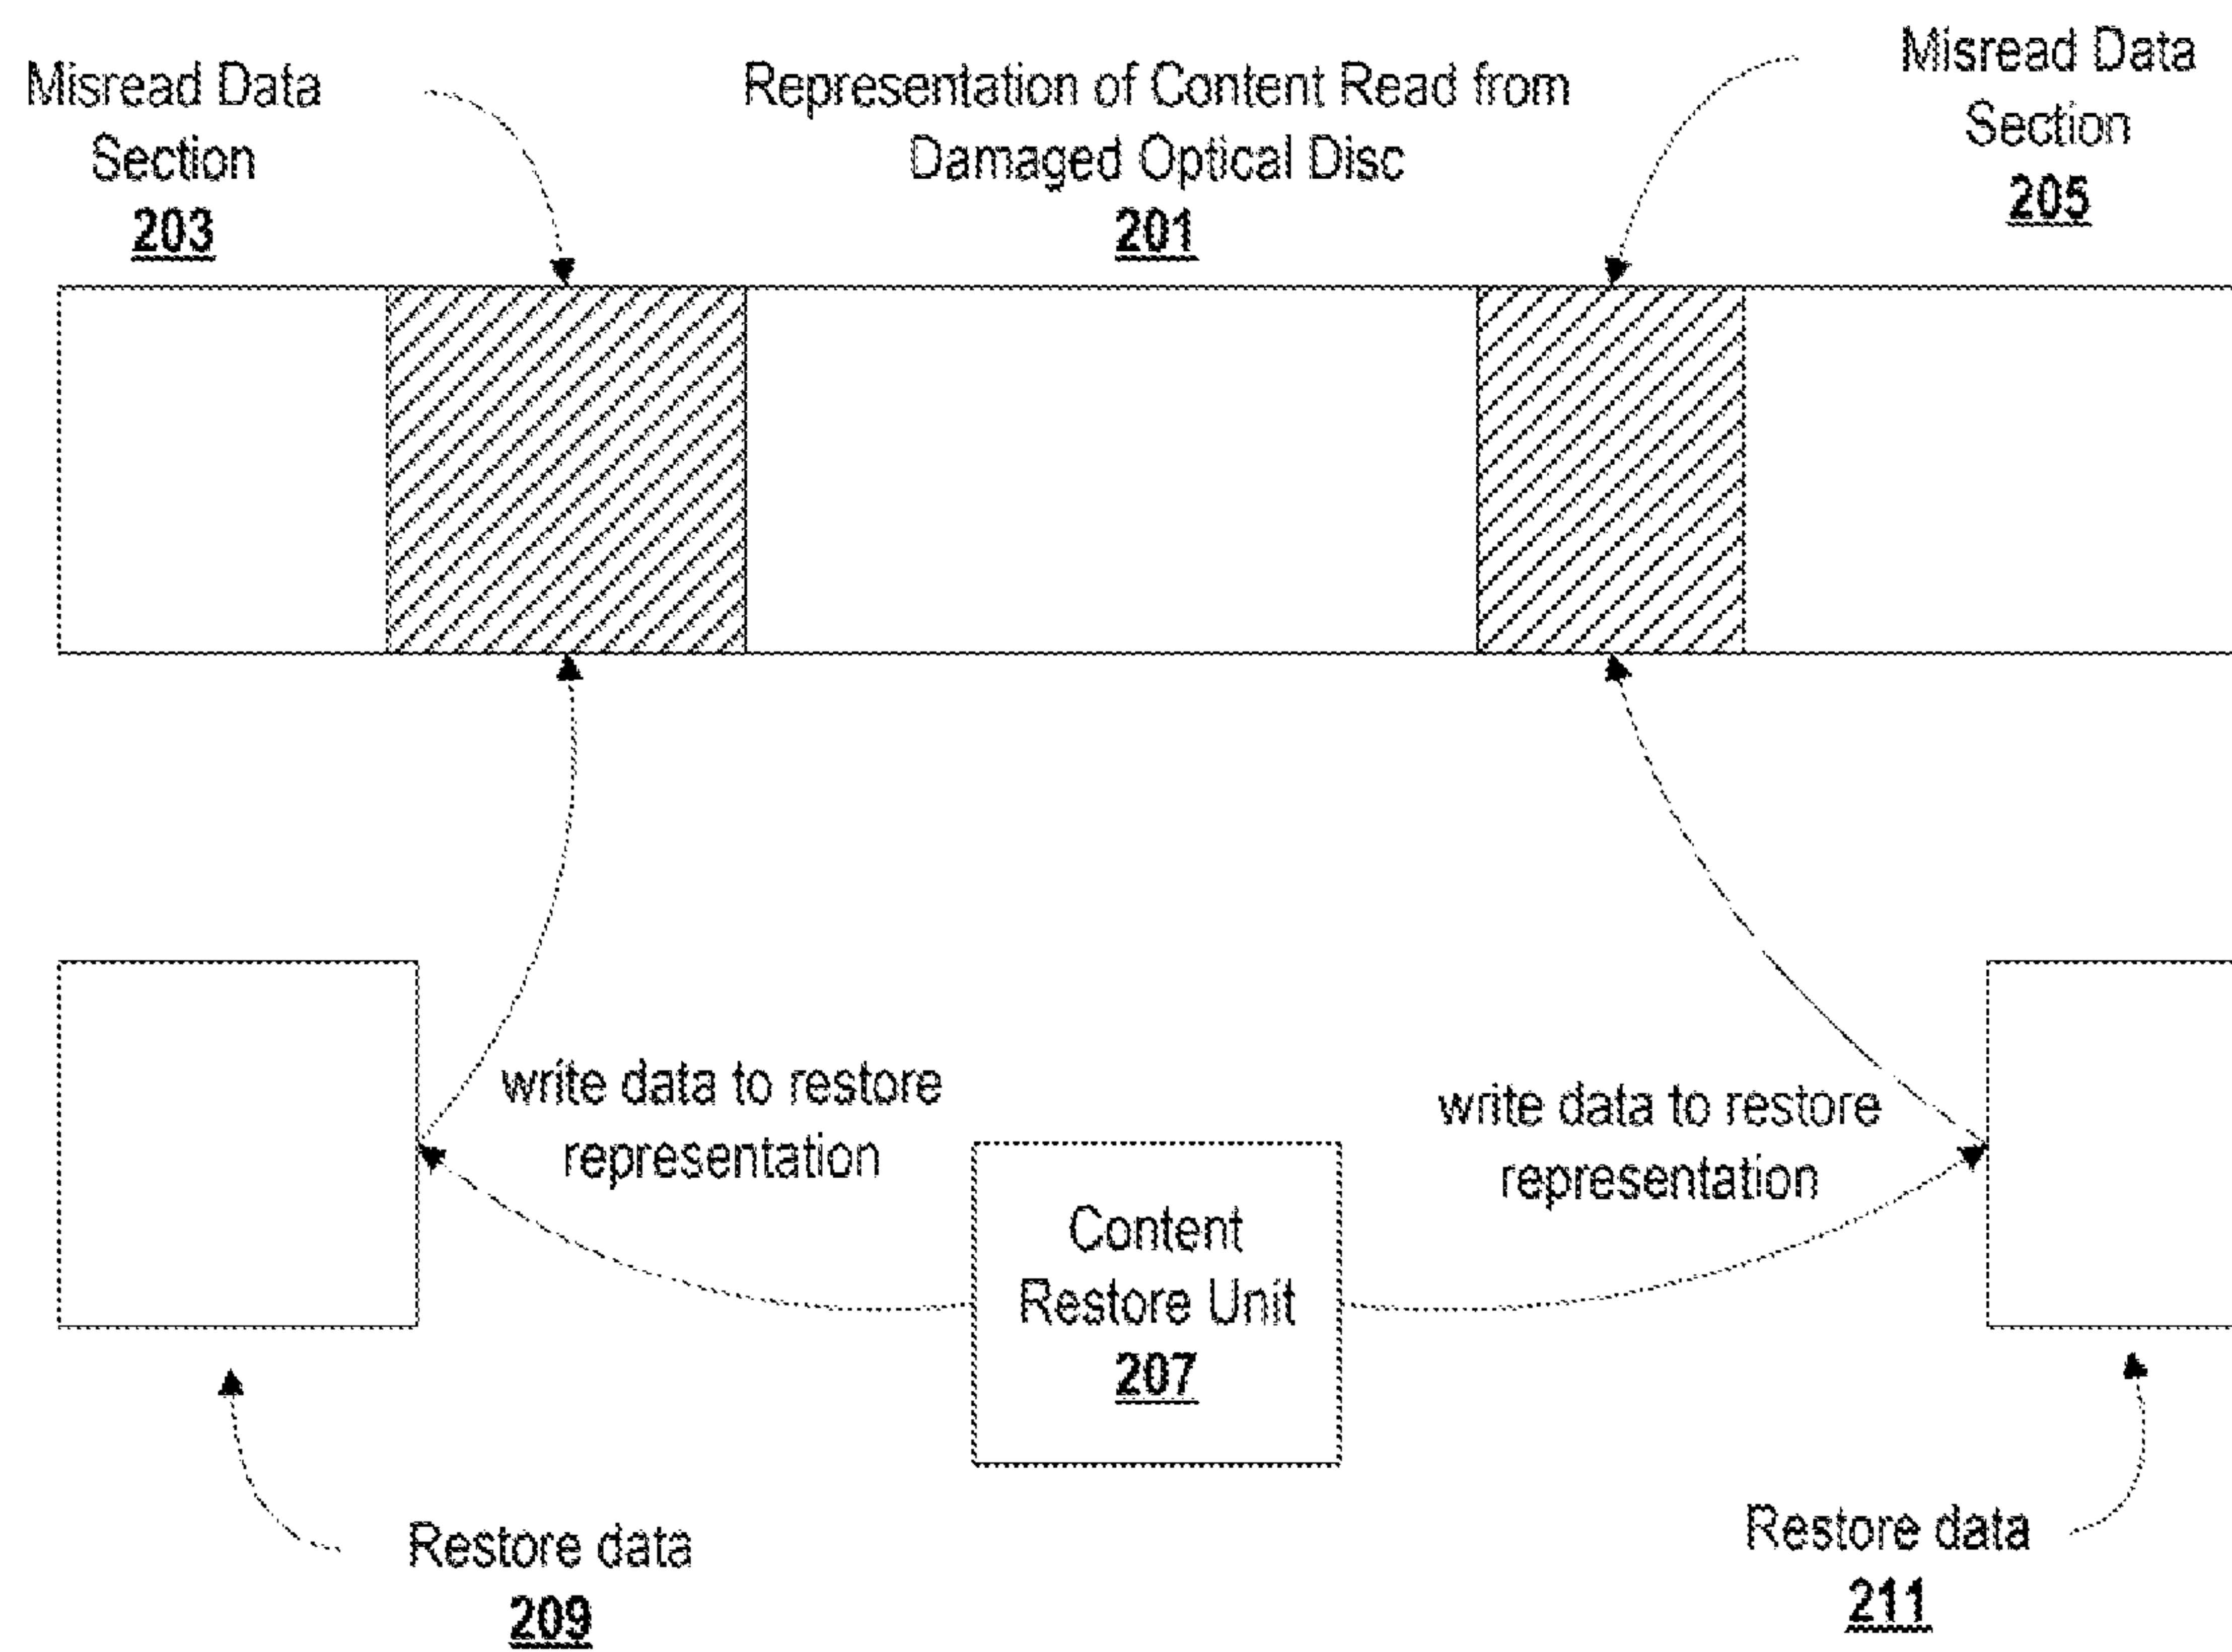 Misread Data
Section
203
Representation of Content Read from
Damaged Optical Disc
201
Misread Data
Section
205
write data to restore
representation
write data to restore
representation
Content
Restore Unit
207
Restore data
209
Restore data
211